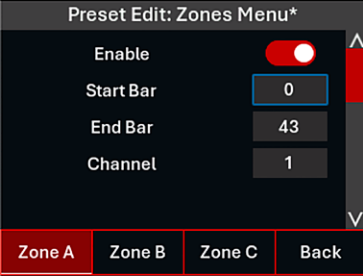 Preset Edit: Zones Menu*
Enable
Start Bar 0
End Bar 43
Channel 1
Zone A Zone B Zone C Back